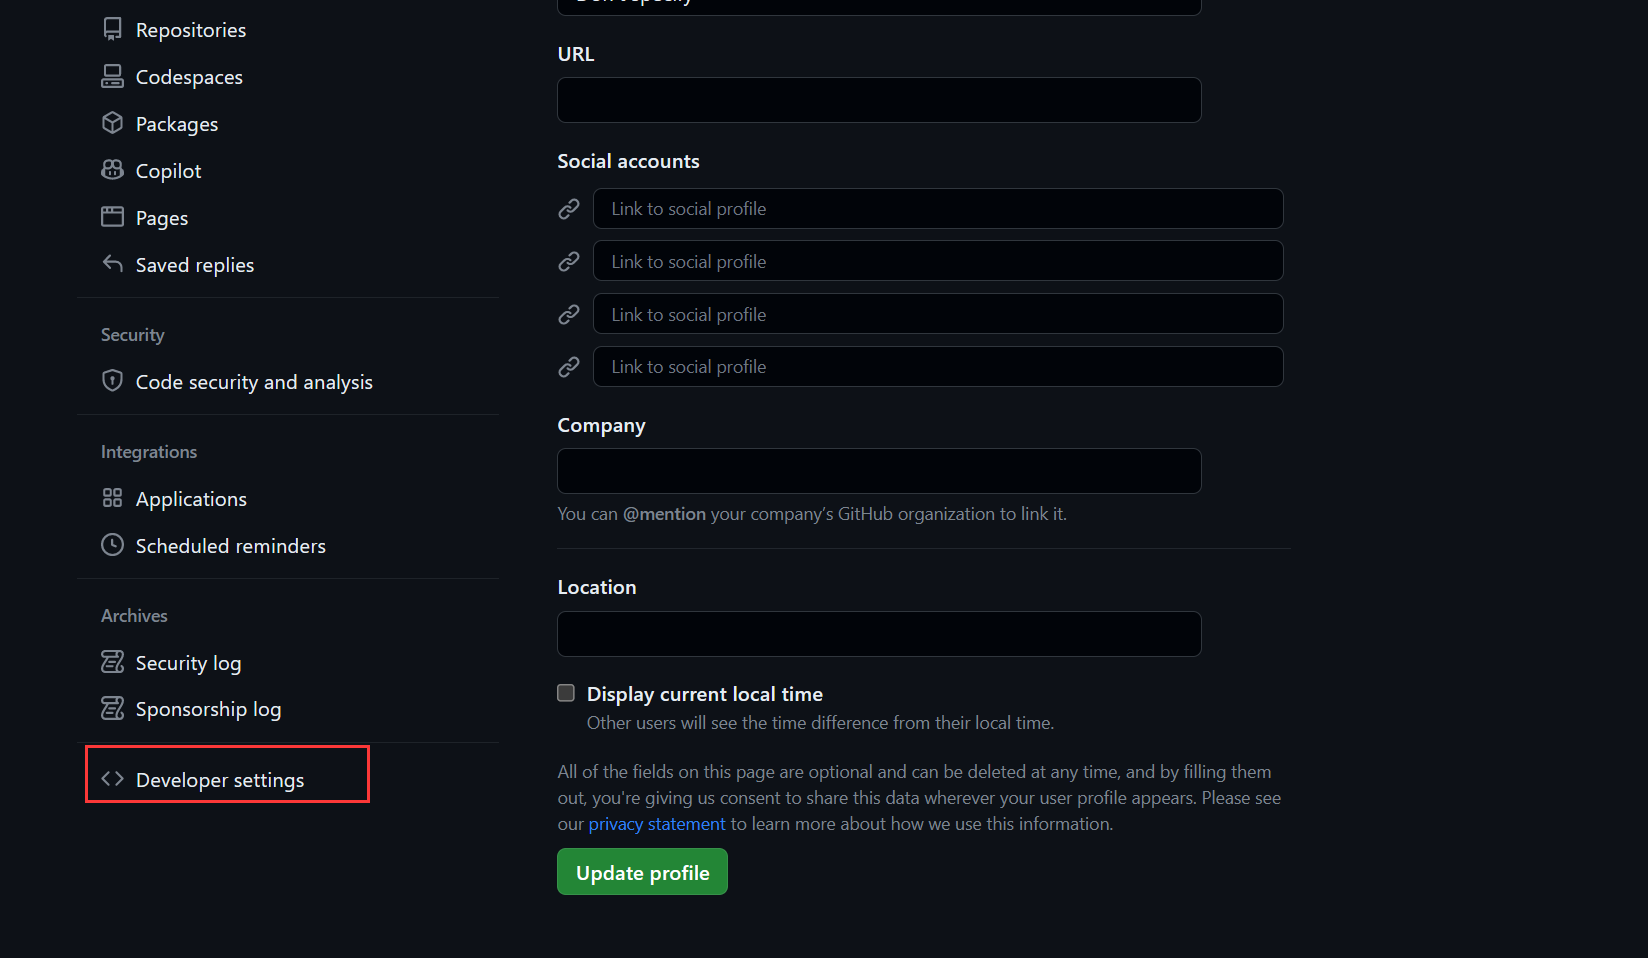 Repositories
Codespaces
Packages
Copilot
Pages
Saved replies
Security
Code security and analysis
Integrations
Applications
Scheduled reminders
Archives
Security log
Sponsorship log
Developer settings
URL
Social accounts
Link to social profile
Link to social profile
Link to social profile
Link to social profile
Company
You can @mention your company’s GitHub organization to link it.
Location
Display current local time
Other users will see the time difference from their local time.
All of the fields on this page are optional and can be deleted at any time, and by filling them
out, you're giving us consent to share this data wherever your user profile appears. Please see
our privacy statement to learn more about how we use this information.
Update profile